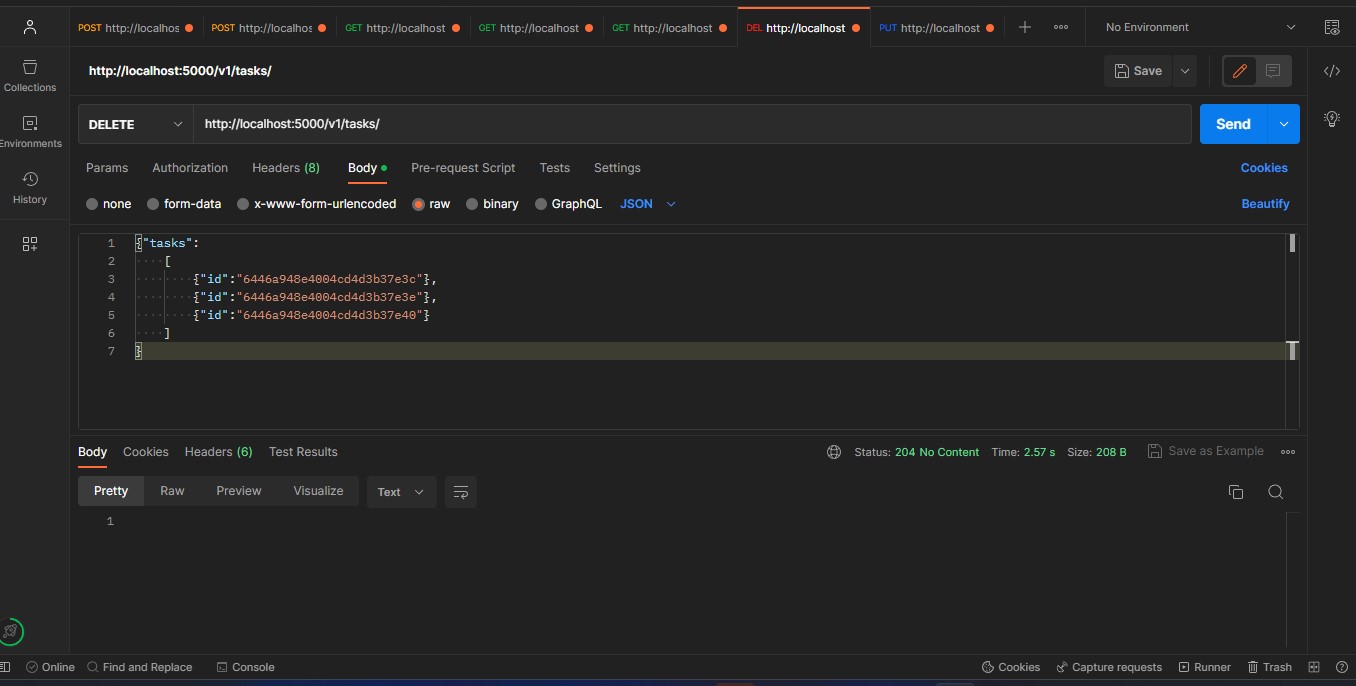 POST http://localhos POST http://localhos GET http://localhost GET http://localhost GET http://localhost DEL http://localhost PUT http://localhost No Environment
http://localhost:5000/v1/tasks/ Save
Collections
DELETE http://localhost:5000/v1/tasks/ Send
Environments
Params Authorization Headers (8) Body Pre-request Script Tests Settings Cookies
History
none form-data x-www-form-urlencoded raw binary GraphQL JSON Beautify
1 {"tasks":
2 [
3 {"id":"6446a948e4004cd4d3b37e3c"},
4 {"id":"6446a948e4004cd4d3b37e3e"},
5 {"id":"6446a948e4004cd4d3b37e40"}
6 ]
7 }
Body Cookies Headers (6) Test Results Status: 204 No Content Time: 2.57 s Size: 208 B Save as Example
Pretty Raw Preview Visualize Text
1
Online Find and Replace Console Cookies Capture requests Runner Trash